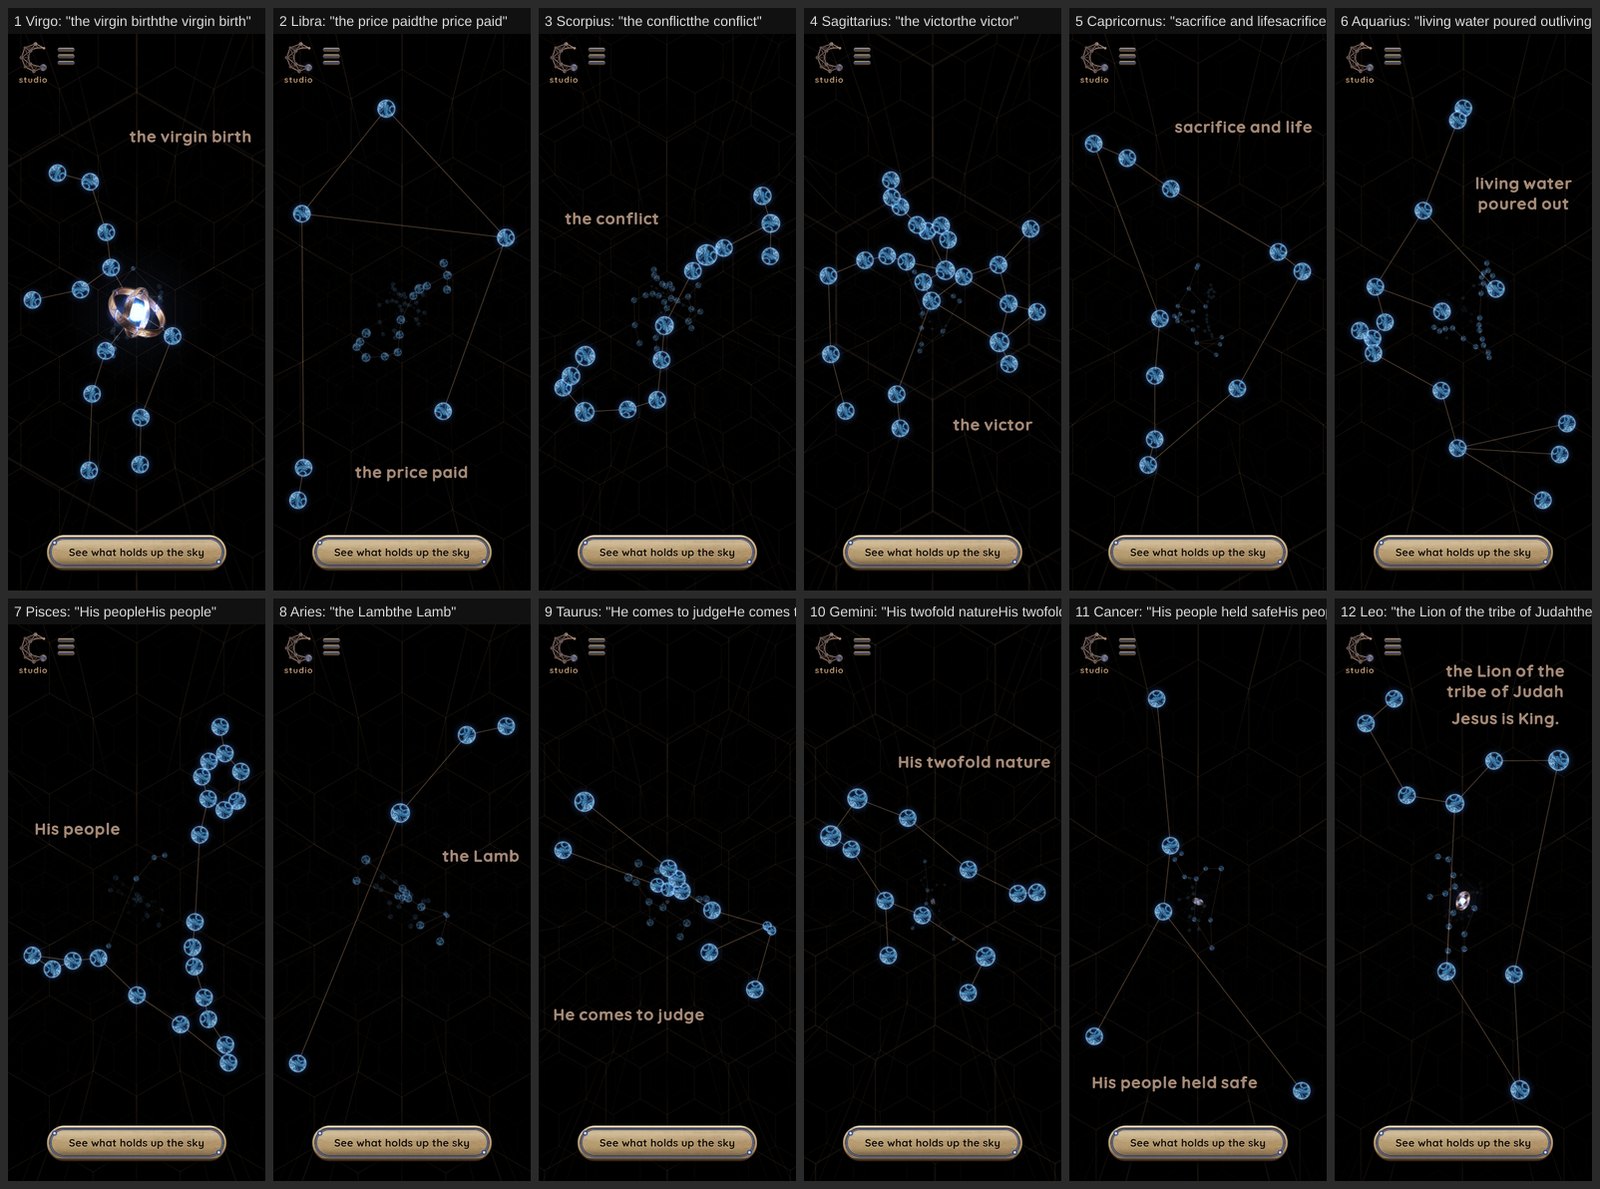 1 Virgo: "the virgin birththe virgin birth"
studio
the virgin birth
See what holds up the sky
2 Libra: "the price paidthe price paid"
studio
the price paid
See what holds up the sky
3 Scorpius: "the conflictthe conflict"
studio
the conflict
See what holds up the sky
4 Sagittarius: "the victorthe victor"
studio
the victor
See what holds up the sky
5 Capricornus: "sacrifice and lifesacrifice
studio
sacrifice and life
See what holds up the sky
6 Aquarius: "living water poured outliving
studio
living water
poured out
See what holds up the sky
7 Pisces: "His peopleHis people"
studio
His people
See what holds up the sky
8 Aries: "the Lambthe Lamb"
studio
the Lamb
See what holds up the sky
9 Taurus: "He comes to judgeHe comes t
studio
He comes to judge
See what holds up the sky
10 Gemini: "His twofold natureHis twofold
studio
His twofold nature
See what holds up the sky
11 Cancer: "His people held safeHis peo
studio
His people held safe
See what holds up the sky
12 Leo: "the Lion of the tribe of Judahthe
studio
the Lion of the
tribe of Judah
Jesus is King.
See what holds up the sky